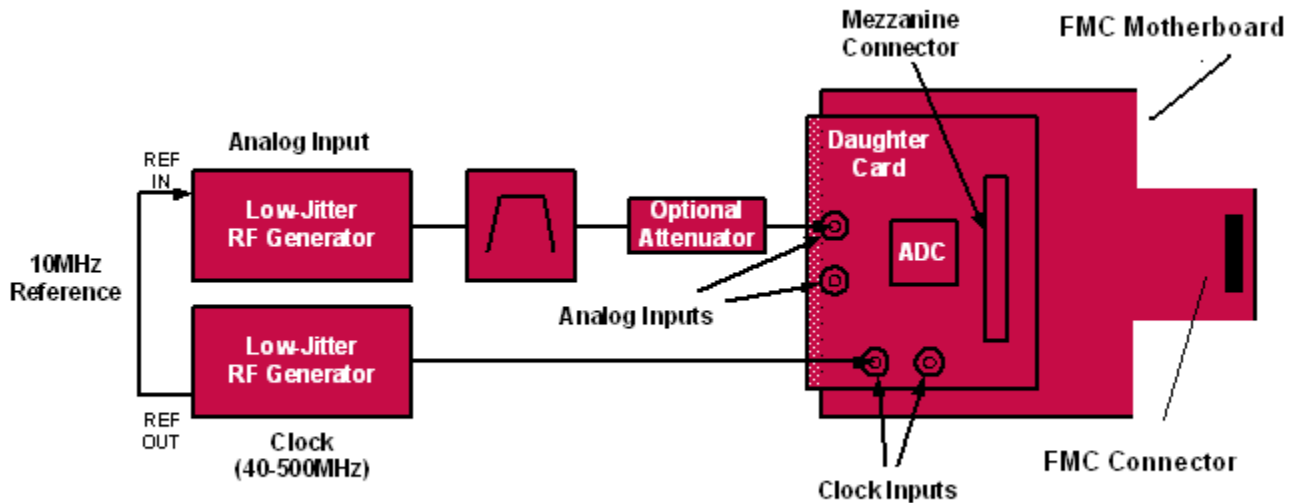 Mezzanine
Connector
FMC Motherboard
Analog Input
REF
IN
Low-Jitter
RF Generator
Optional
Attenuator
Daughter
Card
ADC
10MHz
Reference
Analog Inputs
Low-Jitter
RF Generator
REF
OUT
Clock
(40-500MHz)
FMC Connector
Clock Inputs